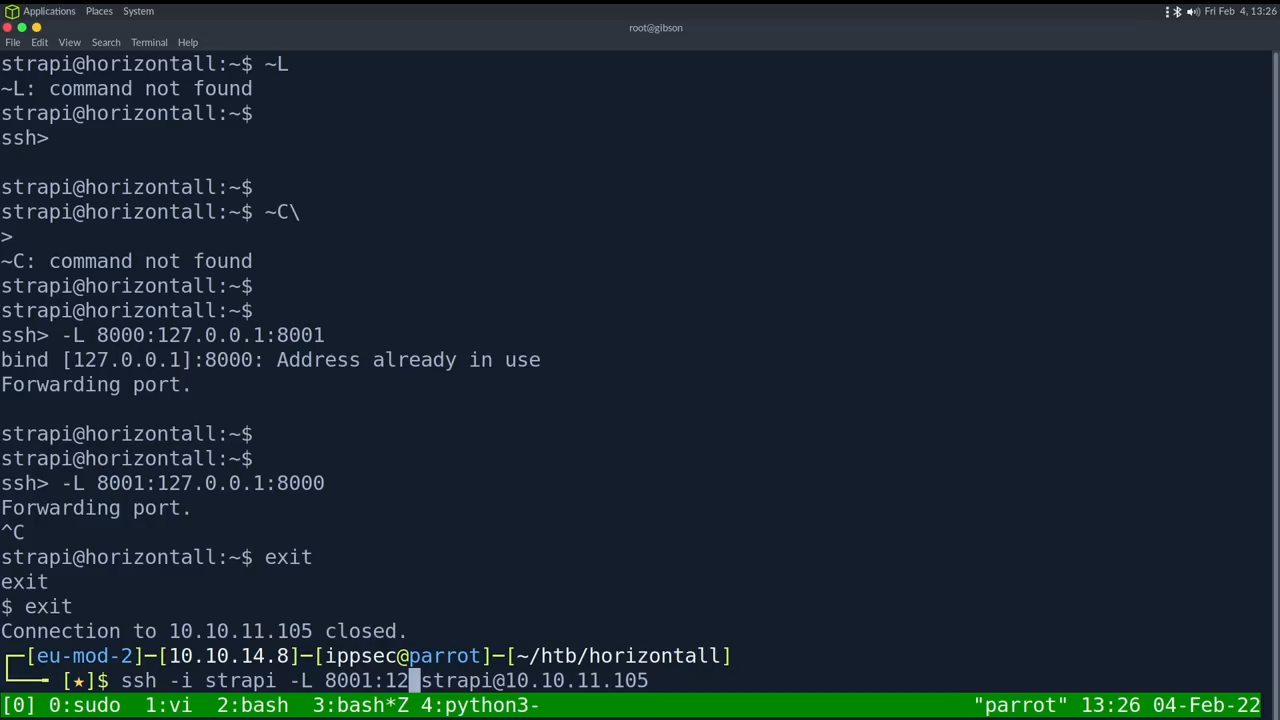 Applications Places System Fri Feb 4, 13:26
root@gibson
File Edit View Search Terminal Help
strapi@horizontall:~$ ~L
~L: command not found
strapi@horizontall:~$
ssh>
strapi@horizontall:~$
strapi@horizontall:~$ ~C\
>
~C: command not found
strapi@horizontall:~$
strapi@horizontall:~$
ssh> -L 8000:127.0.0.1:8001
bind [127.0.0.1]:8000: Address already in use
Forwarding port.
strapi@horizontall:~$
strapi@horizontall:~$
ssh> -L 8001:127.0.0.1:8000
Forwarding port.
^C
strapi@horizontall:~$ exit
exit
$ exit
Connection to 10.10.11.105 closed.
┌─[eu-mod-2]─[10.10.14.8]─[ippsec@parrot]─[~/htb/horizontall]
└──╼ [★]$ ssh -i strapi -L 8001:12 strapi@10.10.11.105
[0] 0:sudo 1:vi 2:bash 3:bash*Z 4:python3- "parrot" 13:26 04-Feb-22